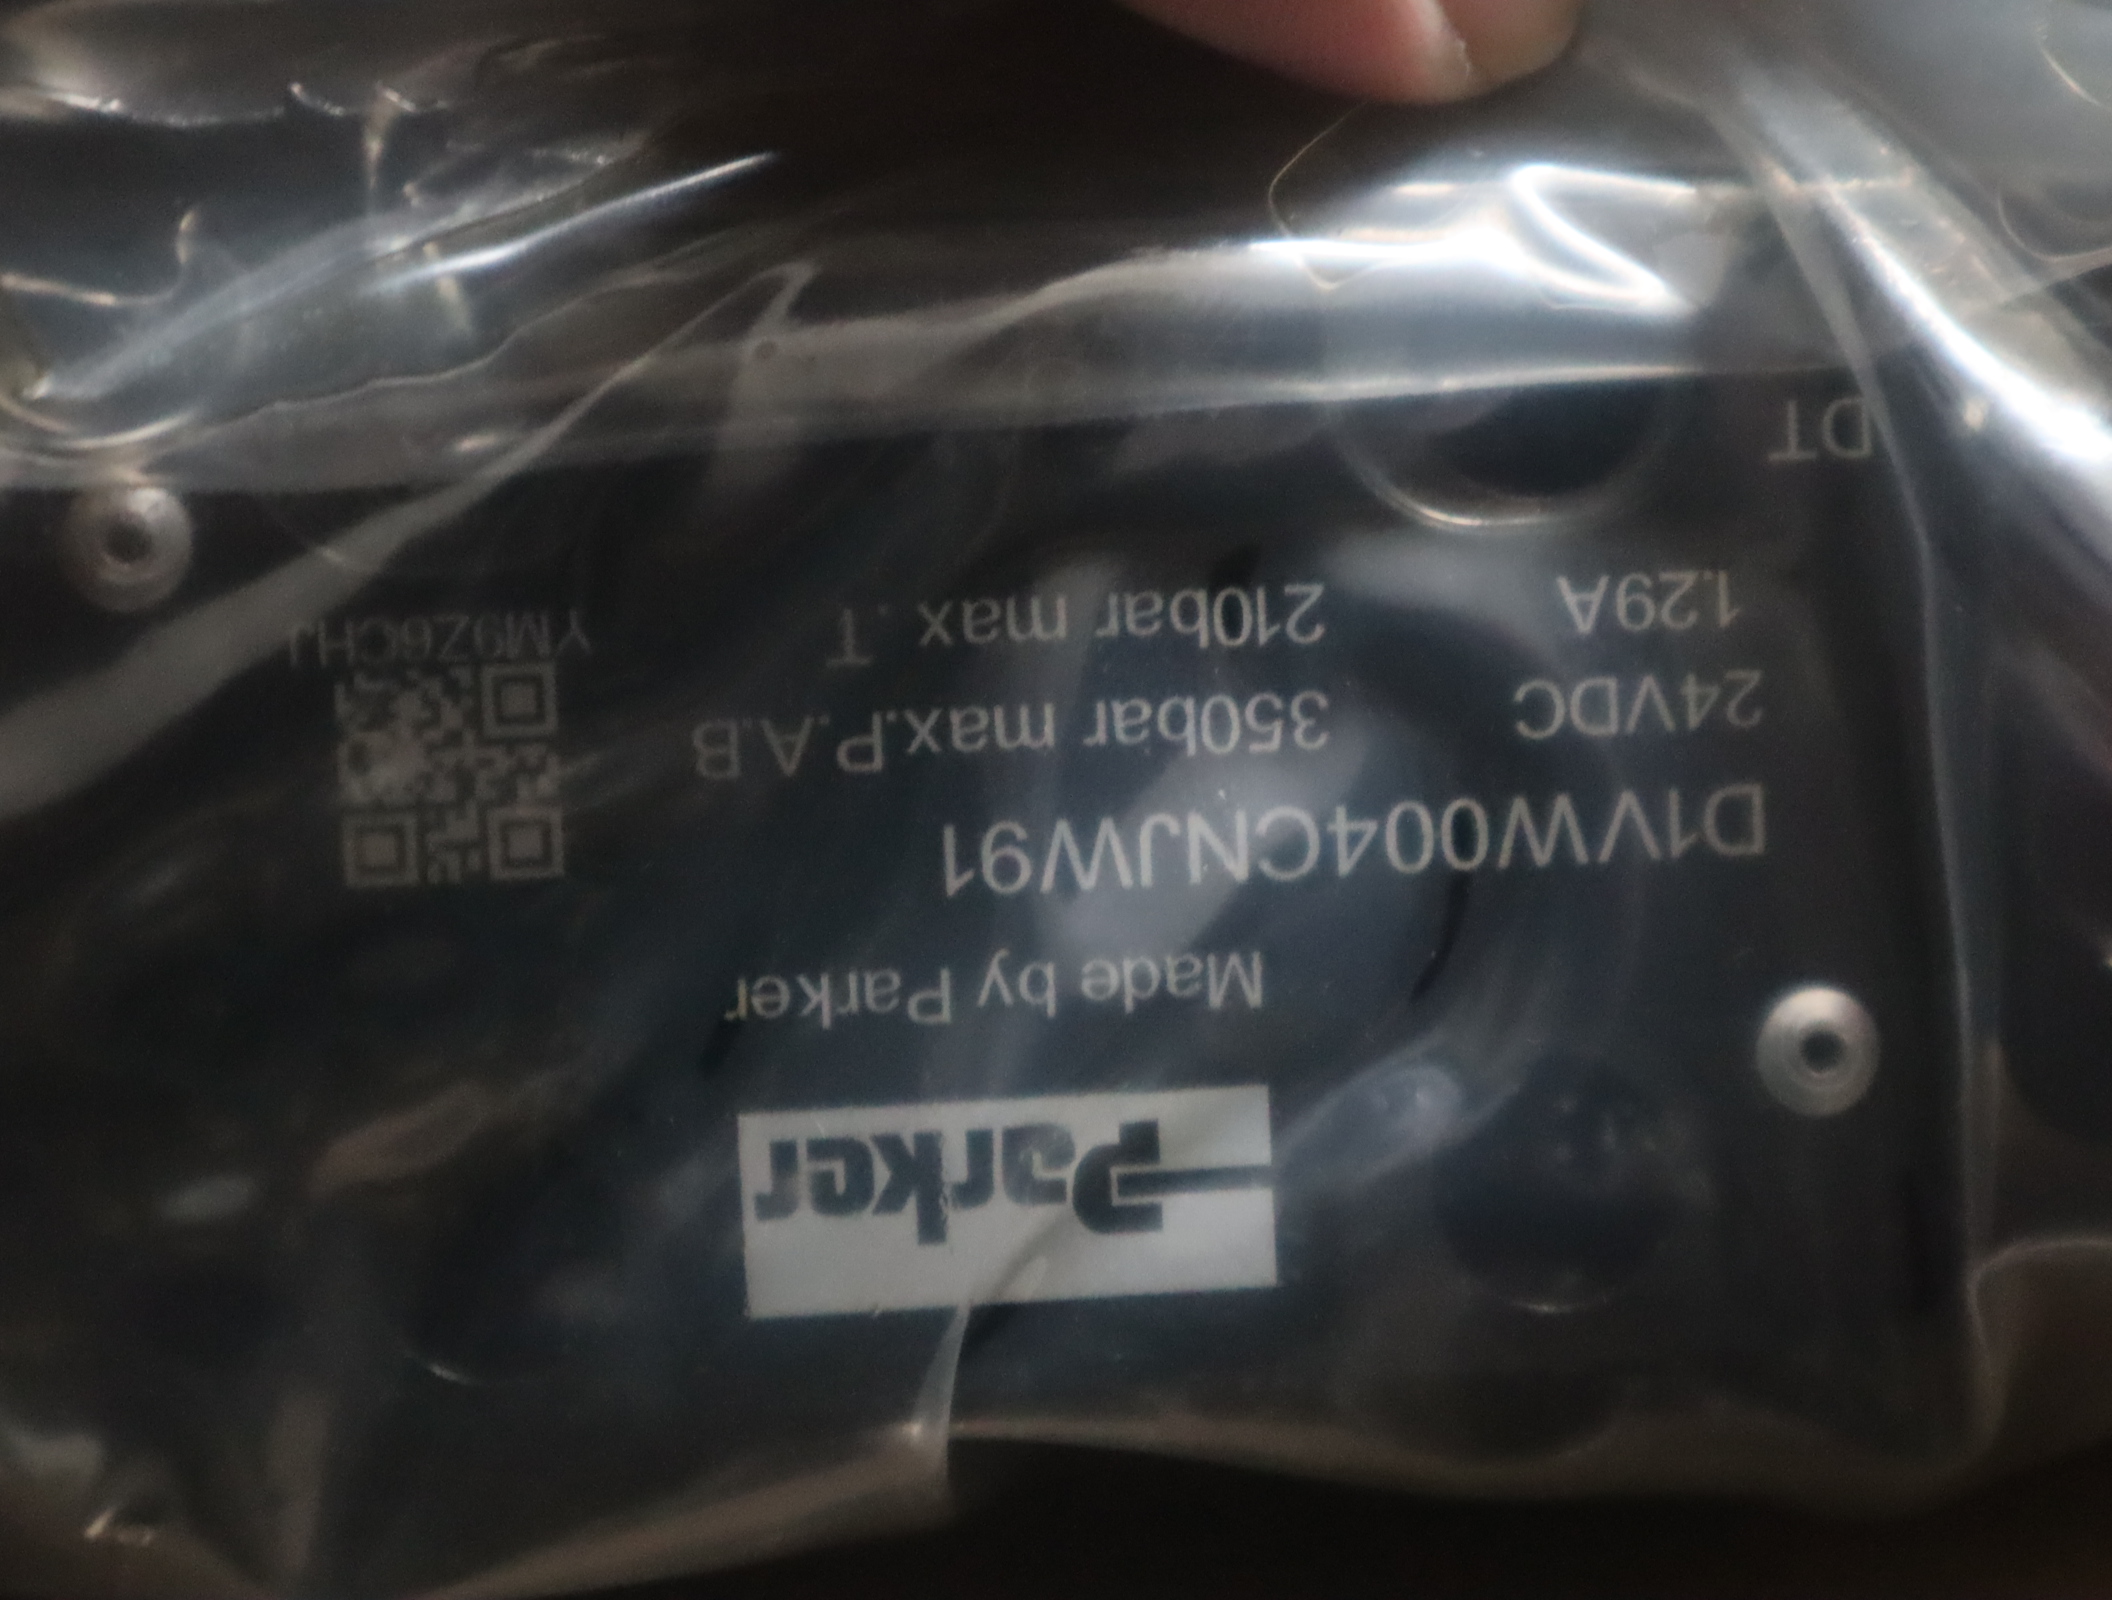 Parker
Made by Parker
D1VW004CNJW91
24VDC 350bar max.P.A.B
1.29A 210bar max .T
YM9Z6CHJ
DT